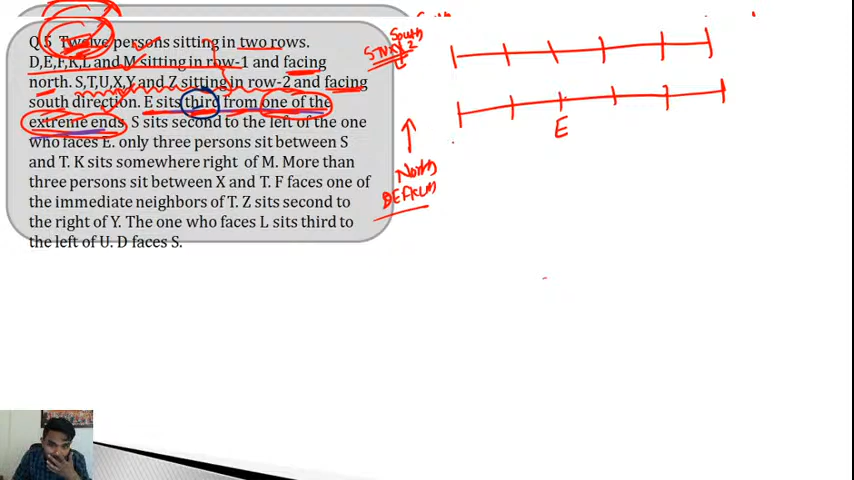 Q.5 Twelve persons sitting in two rows.
D,E,F,K,L and M sitting in row-1 and facing
north. S,T,U,X,Y and Z sitting in row-2 and facing
south direction. E sits third from one of the
extreme ends. S sits second to the left of the one
who faces E. only three persons sit between S
and T. K sits somewhere right of M. More than
three persons sit between X and T. F faces one of
the immediate neighbors of T. Z sits second to
the right of Y. The one who faces L sits third to
the left of U. D faces S.
South
E
North
DEFKLM